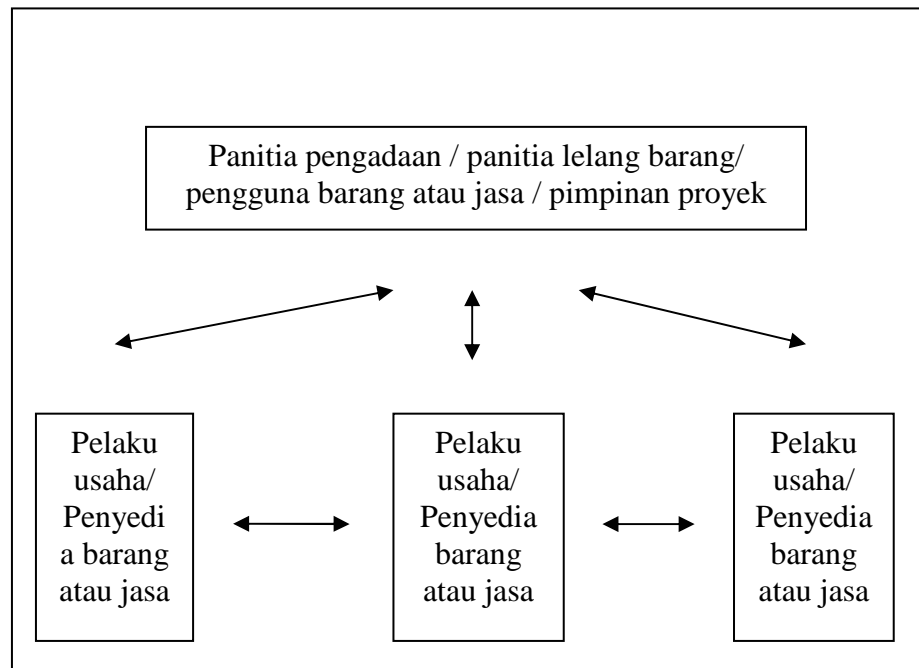 Panitia pengadaan / panitia lelang barang/
pengguna barang atau jasa / pimpinan proyek
Pelaku
usaha/
Penyedi
a barang
atau jasa
Pelaku
usaha/
Penyedia
barang
atau jasa
Pelaku
usaha/
Penyedia
barang
atau jasa